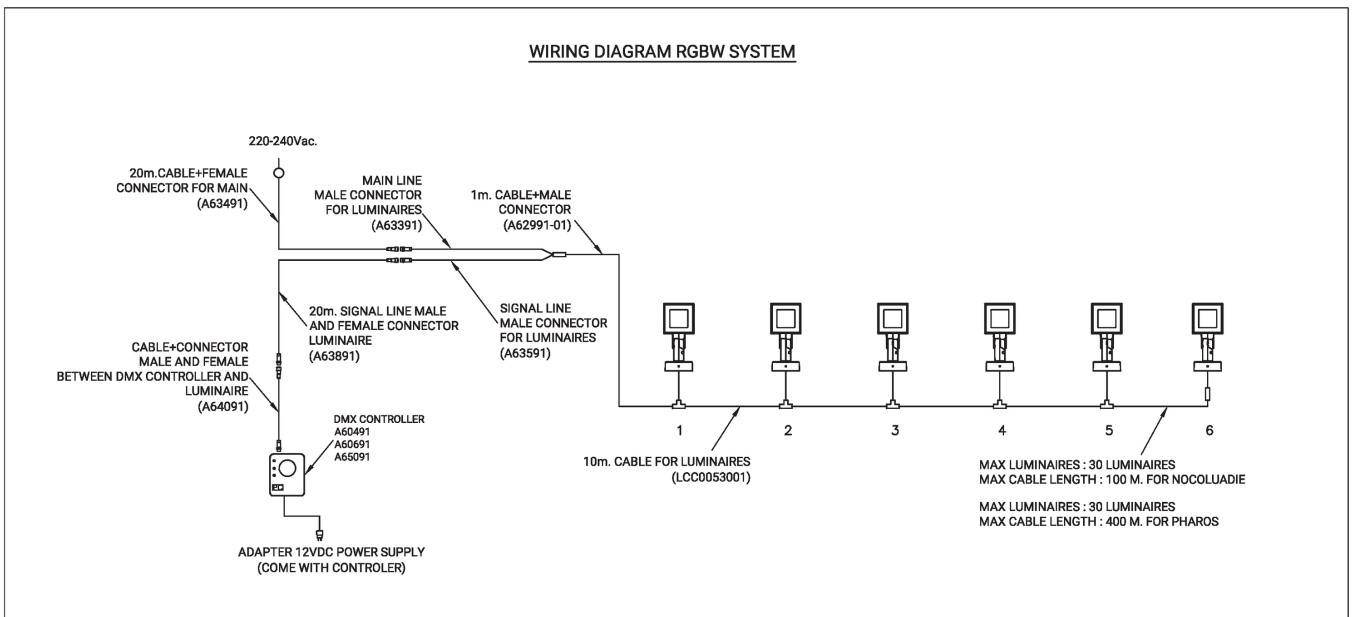 WIRING DIAGRAM RGBW SYSTEM
220-240Vac.
20m.CABLE+FEMALE
CONNECTOR FOR MAIN
(A63491)
MAIN LINE
MALE CONNECTOR
FOR LUMINAIRES
(A63391)
1m. CABLE+MALE
CONNECTOR
(A62991-01)
20m. SIGNAL LINE MALE
AND FEMALE CONNECTOR
LUMINAIRE
(A63891)
SIGNAL LINE
MALE CONNECTOR
FOR LUMINAIRES
(A63591)
CABLE+CONNECTOR
MALE AND FEMALE
BETWEEN DMX CONTROLLER AND
LUMINAIRE
(A64091)
DMX CONTROLLER
A60491
A60691
A65091
1 2 3 4 5 6
10m. CABLE FOR LUMINAIRES
(LCC0053001)
MAX LUMINAIRES : 30 LUMINAIRES
MAX CABLE LENGTH : 100 M. FOR NOCOLUADIE
MAX LUMINAIRES : 30 LUMINAIRES
MAX CABLE LENGTH : 400 M. FOR PHAROS
ADAPTER 12VDC POWER SUPPLY
(COME WITH CONTROLER)